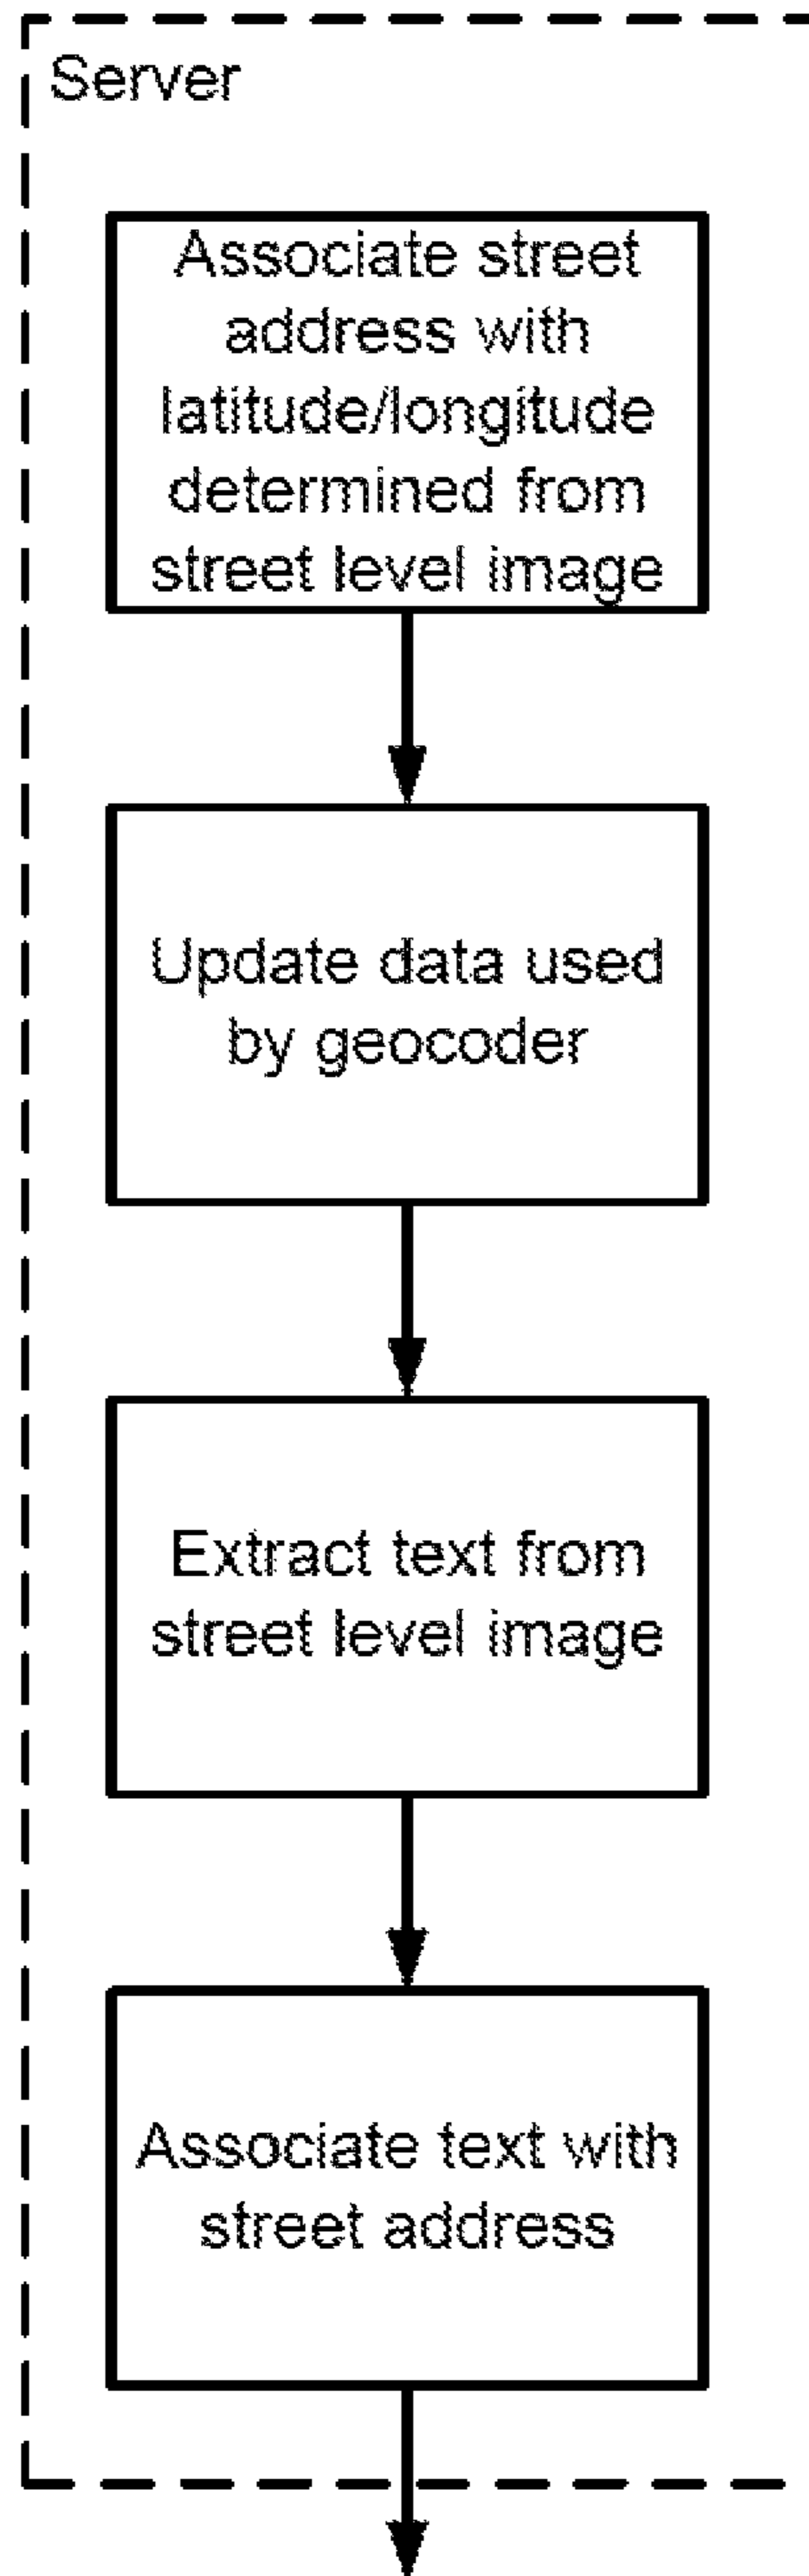 Server
Associate street
address with
latitude/longitude
determined from
street level image
Update data used
by geocoder
Extract text from
street level image
Associate text with
street address